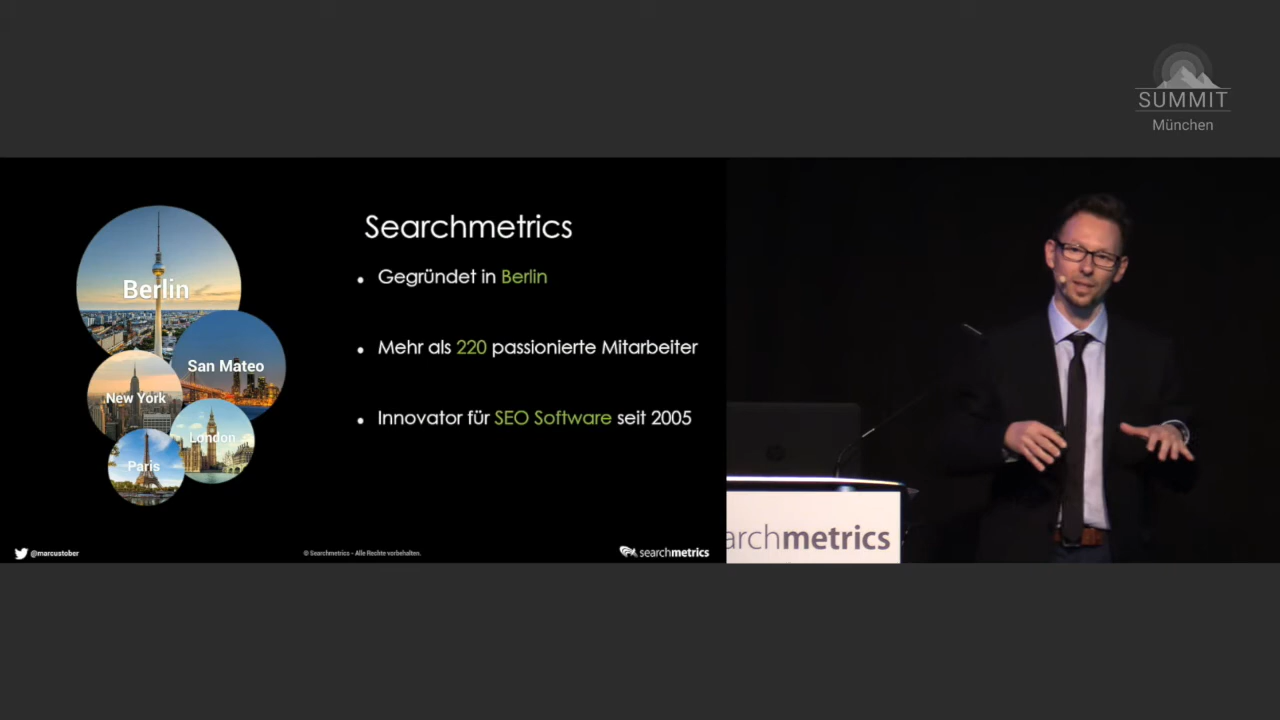 SUMMIT
München
Searchmetrics
Gegründet in Berlin
Mehr als 220 passionierte Mitarbeiter
Innovator für SEO Software seit 2005
Berlin
San Mateo
New York
London
Paris
@marcustober
© Searchmetrics - Alle Rechte vorbehalten.
searchmetrics
archmetrics